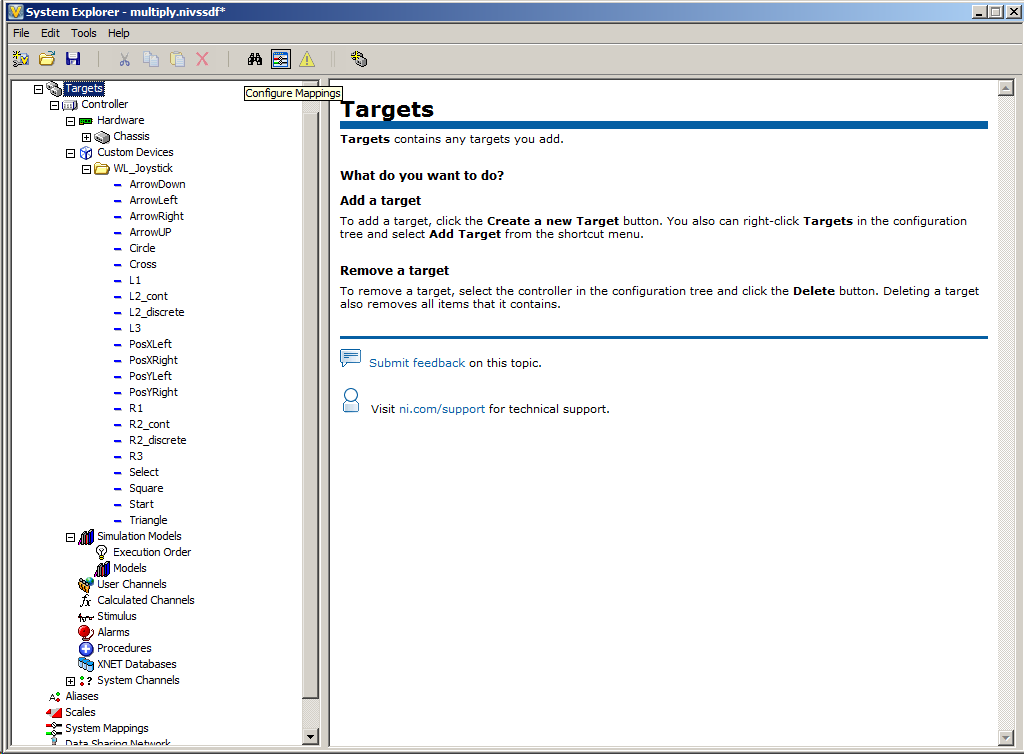 System Explorer - multiply.nivssdf*
File Edit Tools Help
Configure Mappings
Targets
Controller
Hardware
Chassis
Custom Devices
WL_Joystick
ArrowDown
ArrowLeft
ArrowRight
ArrowUP
Circle
Cross
L1
L2_cont
L2_discrete
L3
PosXLeft
PosXRight
PosYLeft
PosYRight
R1
R2_cont
R2_discrete
R3
Select
Square
Start
Triangle
Simulation Models
Execution Order
Models
User Channels
Calculated Channels
Stimulus
Alarms
Procedures
XNET Databases
System Channels
Aliases
Scales
System Mappings
Data Sharing Network
Targets
Targets contains any targets you add.
What do you want to do?
Add a target
To add a target, click the Create a new Target button. You also can right-click Targets in the configuration
tree and select Add Target from the shortcut menu.
Remove a target
To remove a target, select the controller in the configuration tree and click the Delete button. Deleting a target
also removes all items that it contains.
Submit feedback on this topic.
Visit ni.com/support for technical support.